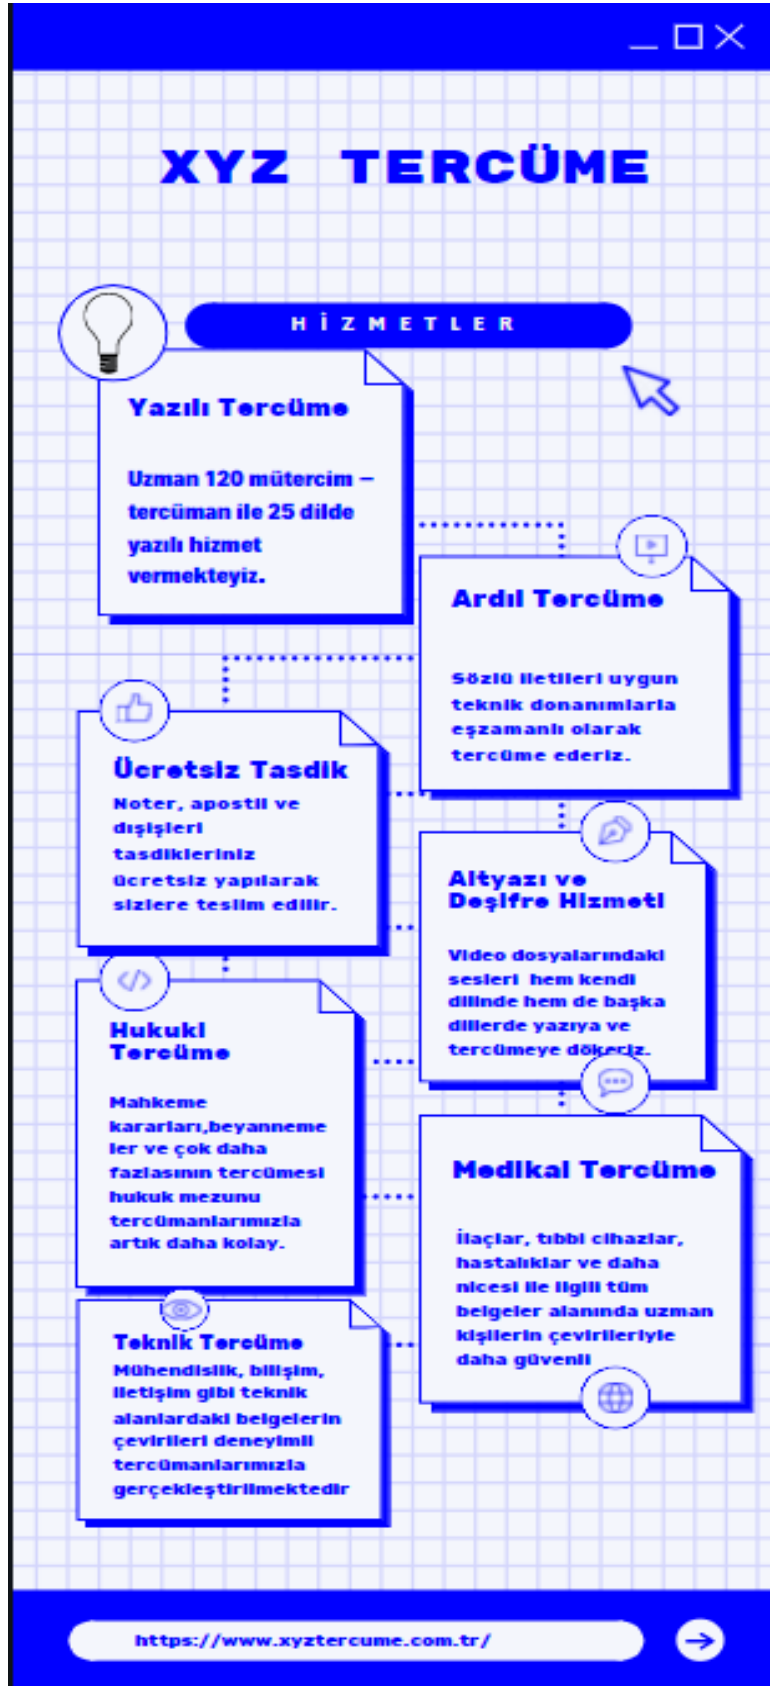 XYZ TERCÜME
HİZMETLER
Yazılı Tercüme
Uzman 120 mütercim –
tercüman ile 25 dilde
yazılı hizmet
vermekteyiz.
Ardıl Tercüme
Sözlü iletileri uygun
teknik donanımlarla
eşzamanlı olarak
tercüme ederiz.
Ücretsiz Tasdik
Noter, apostil ve
dışişleri
tasdikleriniz
ücretsiz yapılarak
sizlere teslim edilir.
Altyazı ve
Deşifre Hizmeti
Video dosyalarındaki
sesleri hem kendi
dilinde hem de başka
dillerde yazıya ve
tercümeye dökeriz.
Hukuki
Tercüme
Mahkeme
kararları,beyanneme
ler ve çok daha
fazlasının tercümesi
hukuk mezunu
tercümanlarımızla
artık daha kolay.
Medikal Tercüme
İlaçlar, tıbbi cihazlar,
hastalıklar ve daha
nicesi ile ilgili tüm
belgeler alanında uzman
kişilerin çevirileriyle
daha güvenli
Teknik Tercüme
Mühendislik, bilişim,
iletişim gibi teknik
alanlardaki belgelerin
çevirileri deneyimli
tercümanlarımızla
gerçekleştirilmektedir
https://www.xyztercume.com.tr/